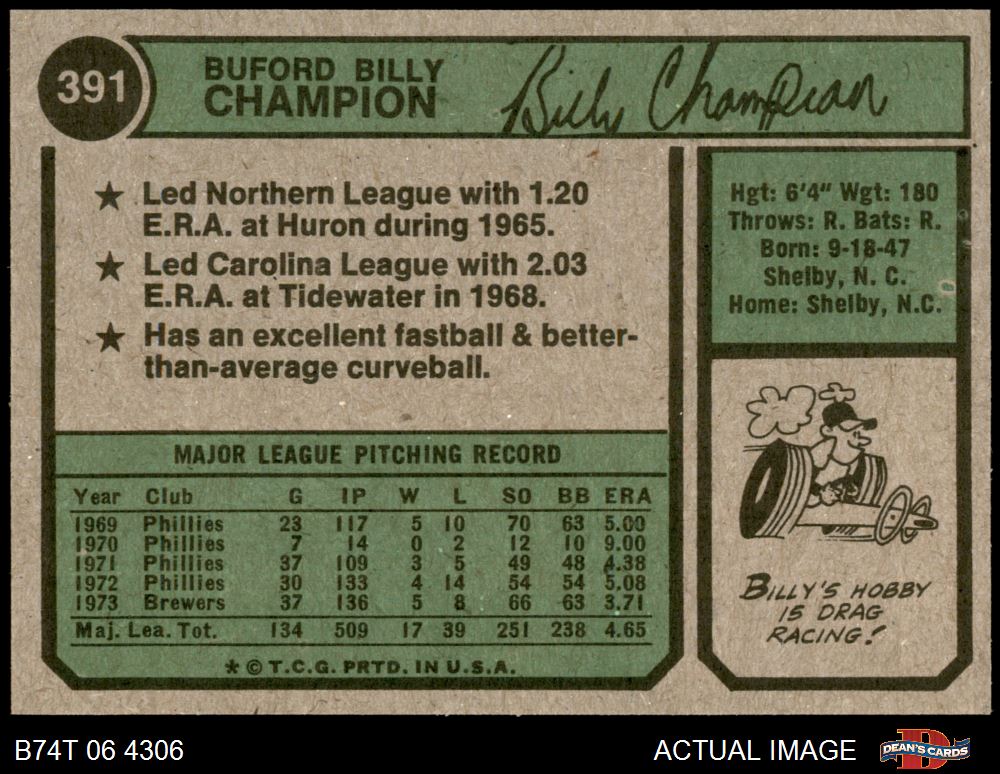 391
BUFORD BILLY
CHAMPION
Billy Champion
★ Led Northern League with 1.20
E.R.A. at Huron during 1965.
★ Led Carolina League with 2.03
E.R.A. at Tidewater in 1968.
★ Has an excellent fastball & better-
than-average curveball.
Hgt: 6'4" Wgt: 180
Throws: R. Bats: R.
Born: 9-18-47
Shelby, N. C.
Home: Shelby, N.C.
MAJOR LEAGUE PITCHING RECORD
Year Club G IP W L SO BB ERA
1969 Phillies 23 117 5 10 70 63 5.00
1970 Phillies 7 14 0 2 12 10 9.00
1971 Phillies 37 109 3 5 49 48 4.38
1972 Phillies 30 133 4 14 54 54 5.08
1973 Brewers 37 136 5 8 66 63 3.71
Maj. Lea. Tot. 134 509 17 39 251 238 4.65
* © T.C.G. PRTD. IN U.S.A.
BILLY'S HOBBY
IS DRAG
RACING!
B74T 06 4306
ACTUAL IMAGE
DEAN'S CARDS